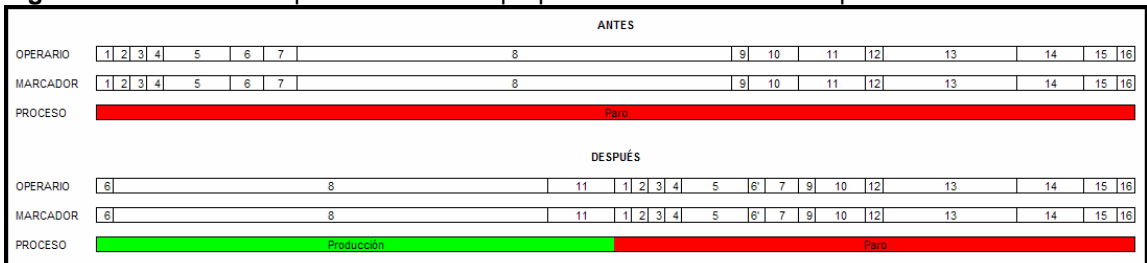 ANTES
OPERARIO 1 2 3 4 5 6 7 8 9 10 11 12 13 14 15 16
MARCADOR 1 2 3 4 5 6 7 8 9 10 11 12 13 14 15 16
PROCESO Paro
DESPUÉS
OPERARIO 6 8 11 1 2 3 4 5 6' 7 9 10 12 13 14 15 16
MARCADOR 6 8 11 1 2 3 4 5 6' 7 9 10 12 13 14 15 16
PROCESO Producción Paro